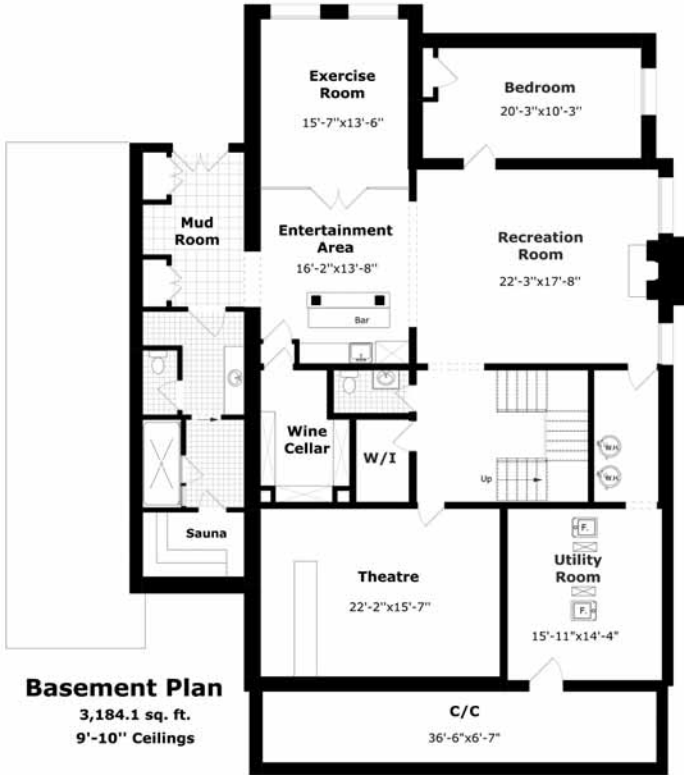 Exercise
Room
15'-7"x13'-6"
Bedroom
20'-3"x10'-3"
Mud
Room
Entertainment
Area
16'-2"x13'-8"
Recreation
Room
22'-3"x17'-8"
Bar
Wine
Cellar
W/I
Up
W.H.
W.H.
Sauna
Theatre
22'-2"x15'-7"
F.
Utility
Room
F.
15'-11"x14'-4"
Basement Plan
3,184.1 sq. ft.
9'-10" Ceilings
C/C
36'-6"x6'-7"